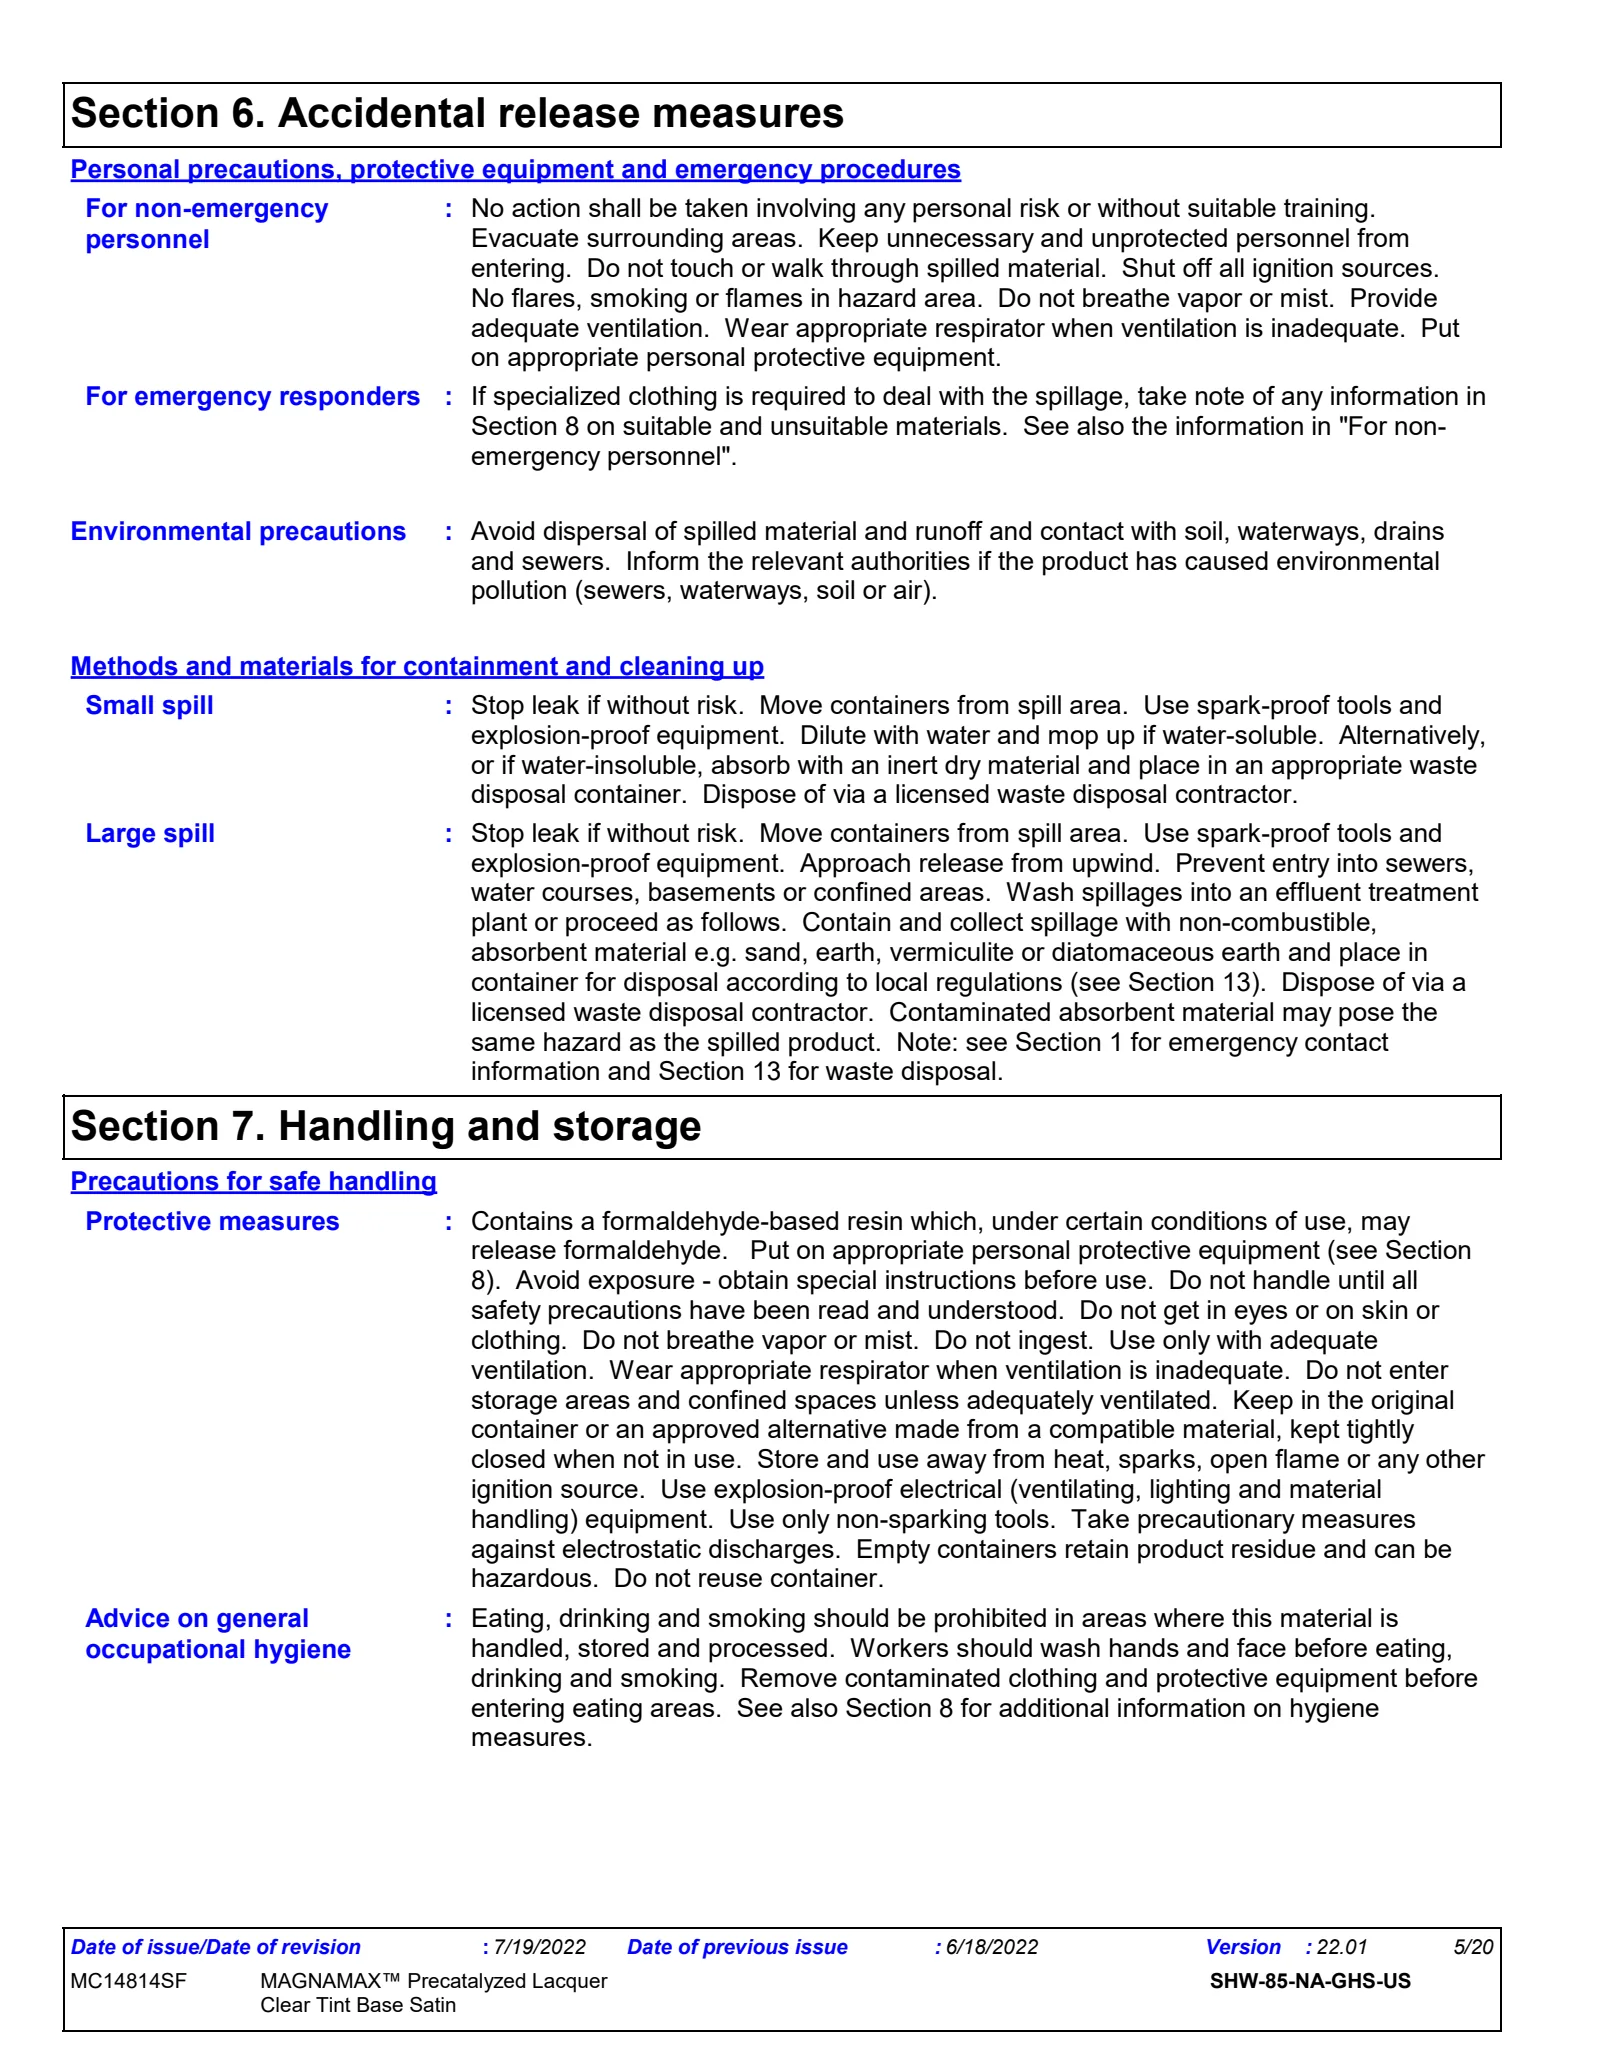 Section 6. Accidental release measures
Personal precautions, protective equipment and emergency procedures
For non-emergency personnel : No action shall be taken involving any personal risk or without suitable training.
Evacuate surrounding areas. Keep unnecessary and unprotected personnel from
entering. Do not touch or walk through spilled material. Shut off all ignition sources.
No flares, smoking or flames in hazard area. Do not breathe vapor or mist. Provide
adequate ventilation. Wear appropriate respirator when ventilation is inadequate. Put
on appropriate personal protective equipment.
For emergency responders : If specialized clothing is required to deal with the spillage, take note of any information in
Section 8 on suitable and unsuitable materials. See also the information in "For non-
emergency personnel".
Environmental precautions : Avoid dispersal of spilled material and runoff and contact with soil, waterways, drains
and sewers. Inform the relevant authorities if the product has caused environmental
pollution (sewers, waterways, soil or air).
Methods and materials for containment and cleaning up
Small spill : Stop leak if without risk. Move containers from spill area. Use spark-proof tools and
explosion-proof equipment. Dilute with water and mop up if water-soluble. Alternatively,
or if water-insoluble, absorb with an inert dry material and place in an appropriate waste
disposal container. Dispose of via a licensed waste disposal contractor.
Large spill : Stop leak if without risk. Move containers from spill area. Use spark-proof tools and
explosion-proof equipment. Approach release from upwind. Prevent entry into sewers,
water courses, basements or confined areas. Wash spillages into an effluent treatment
plant or proceed as follows. Contain and collect spillage with non-combustible,
absorbent material e.g. sand, earth, vermiculite or diatomaceous earth and place in
container for disposal according to local regulations (see Section 13). Dispose of via a
licensed waste disposal contractor. Contaminated absorbent material may pose the
same hazard as the spilled product. Note: see Section 1 for emergency contact
information and Section 13 for waste disposal.
Section 7. Handling and storage
Precautions for safe handling
Protective measures : Contains a formaldehyde-based resin which, under certain conditions of use, may
release formaldehyde. Put on appropriate personal protective equipment (see Section
8). Avoid exposure - obtain special instructions before use. Do not handle until all
safety precautions have been read and understood. Do not get in eyes or on skin or
clothing. Do not breathe vapor or mist. Do not ingest. Use only with adequate
ventilation. Wear appropriate respirator when ventilation is inadequate. Do not enter
storage areas and confined spaces unless adequately ventilated. Keep in the original
container or an approved alternative made from a compatible material, kept tightly
closed when not in use. Store and use away from heat, sparks, open flame or any other
ignition source. Use explosion-proof electrical (ventilating, lighting and material
handling) equipment. Use only non-sparking tools. Take precautionary measures
against electrostatic discharges. Empty containers retain product residue and can be
hazardous. Do not reuse container.
Advice on general occupational hygiene : Eating, drinking and smoking should be prohibited in areas where this material is
handled, stored and processed. Workers should wash hands and face before eating,
drinking and smoking. Remove contaminated clothing and protective equipment before
entering eating areas. See also Section 8 for additional information on hygiene
measures.
Date of issue/Date of revision : 7/19/2022 Date of previous issue : 6/18/2022 Version : 22.01 5/20
MC14814SF MAGNAMAX™ Precatalyzed Lacquer SHW-85-NA-GHS-US
Clear Tint Base Satin